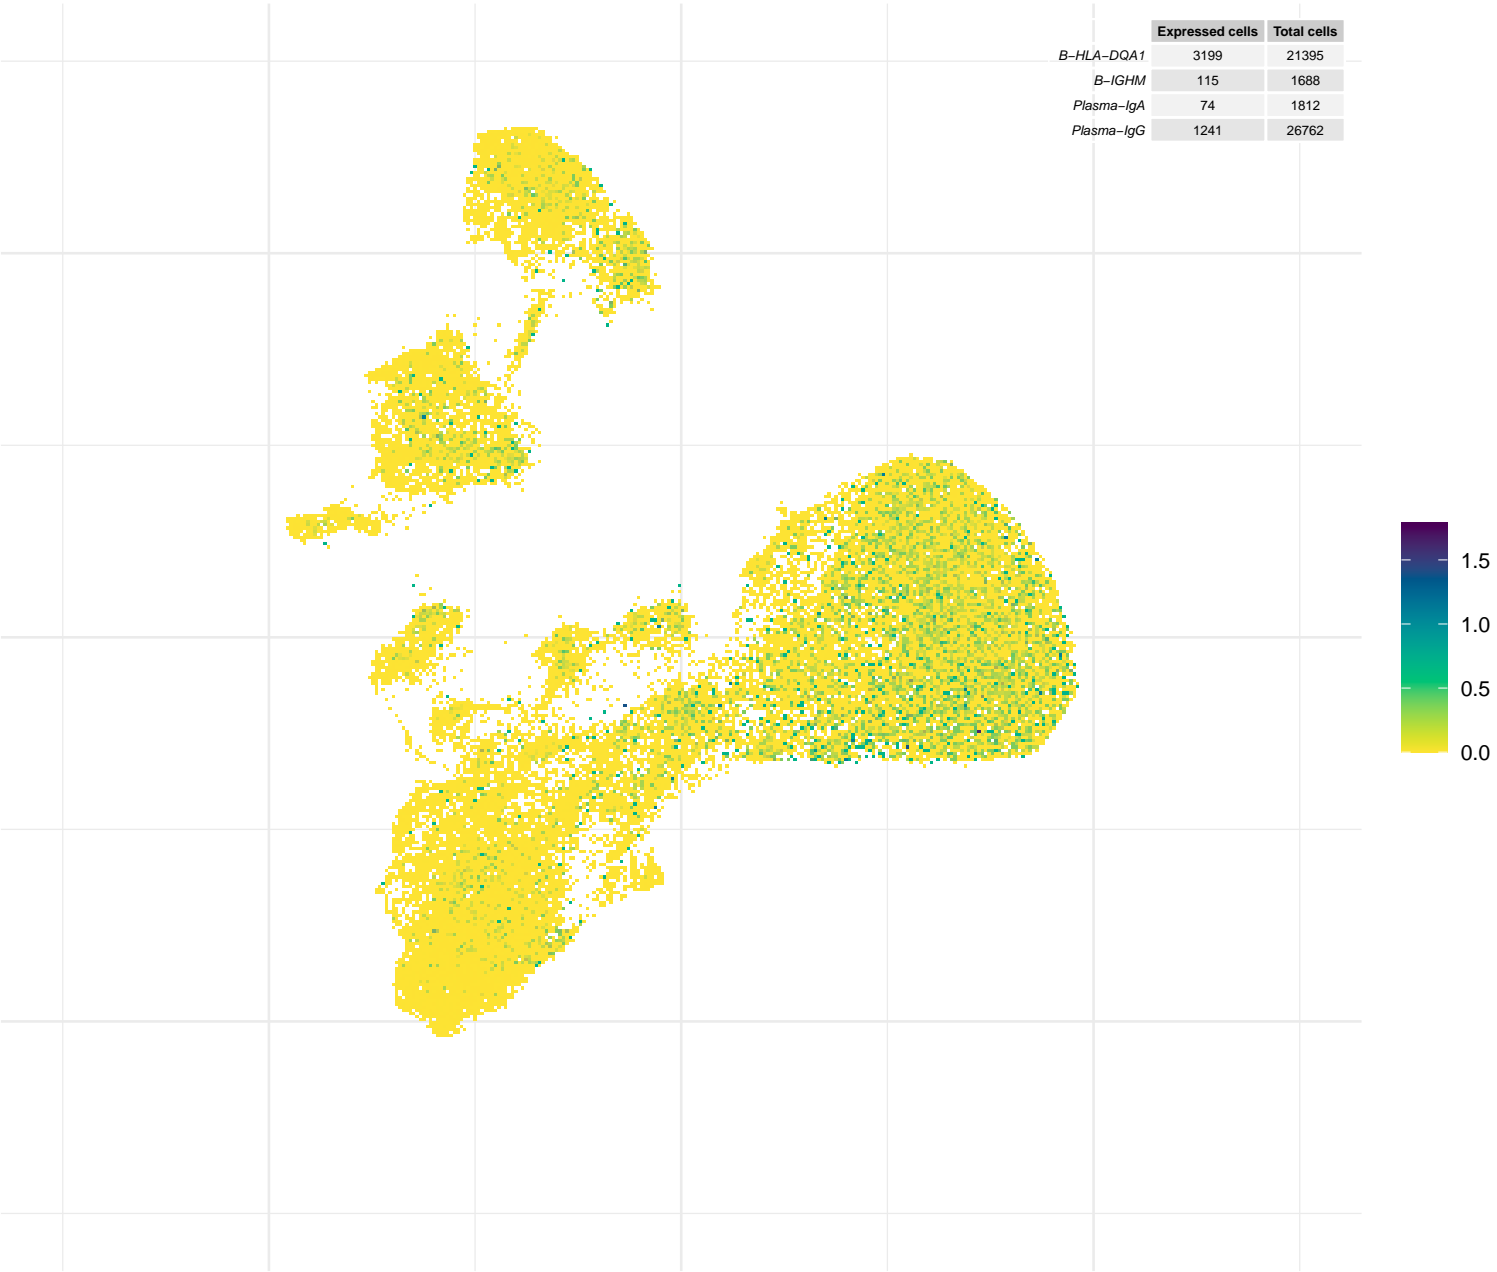 Expressed cells Total cells
B−HLA−DQA1 3199 21395
B−IGHM 115 1688
Plasma−IgA 74 1812
Plasma−IgG 1241 26762
1.5
1.0
0.5
0.0